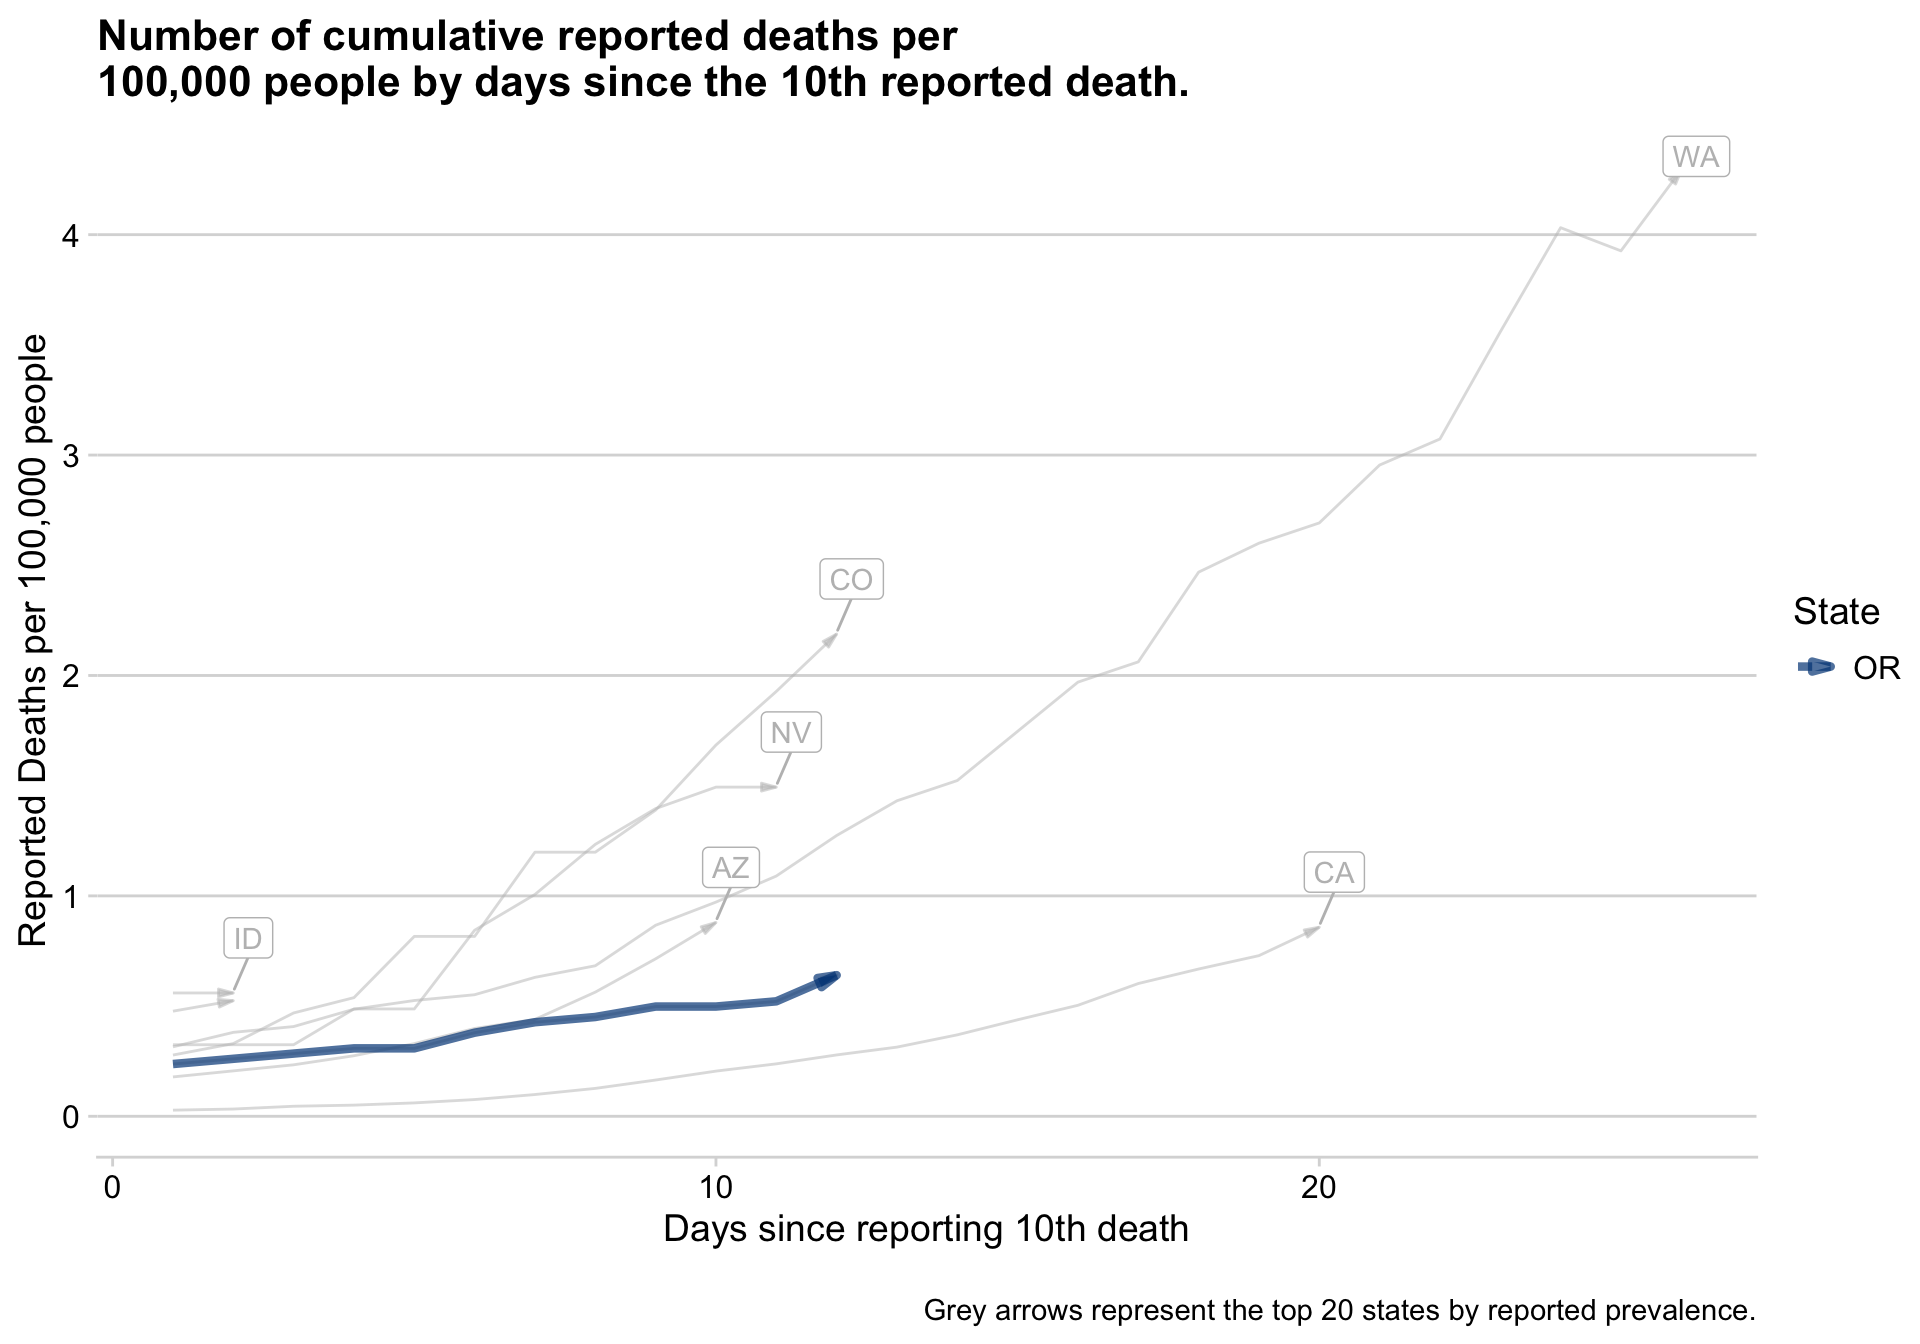 Number of cumulative reported deaths per
100,000 people by days since the 10th reported death.
Reported Deaths per 100,000 people
4
3
2
1
0
WA
CO
NV
AZ
CA
ID
State
OR
0 10 20
Days since reporting 10th death
Grey arrows represent the top 20 states by reported prevalence.